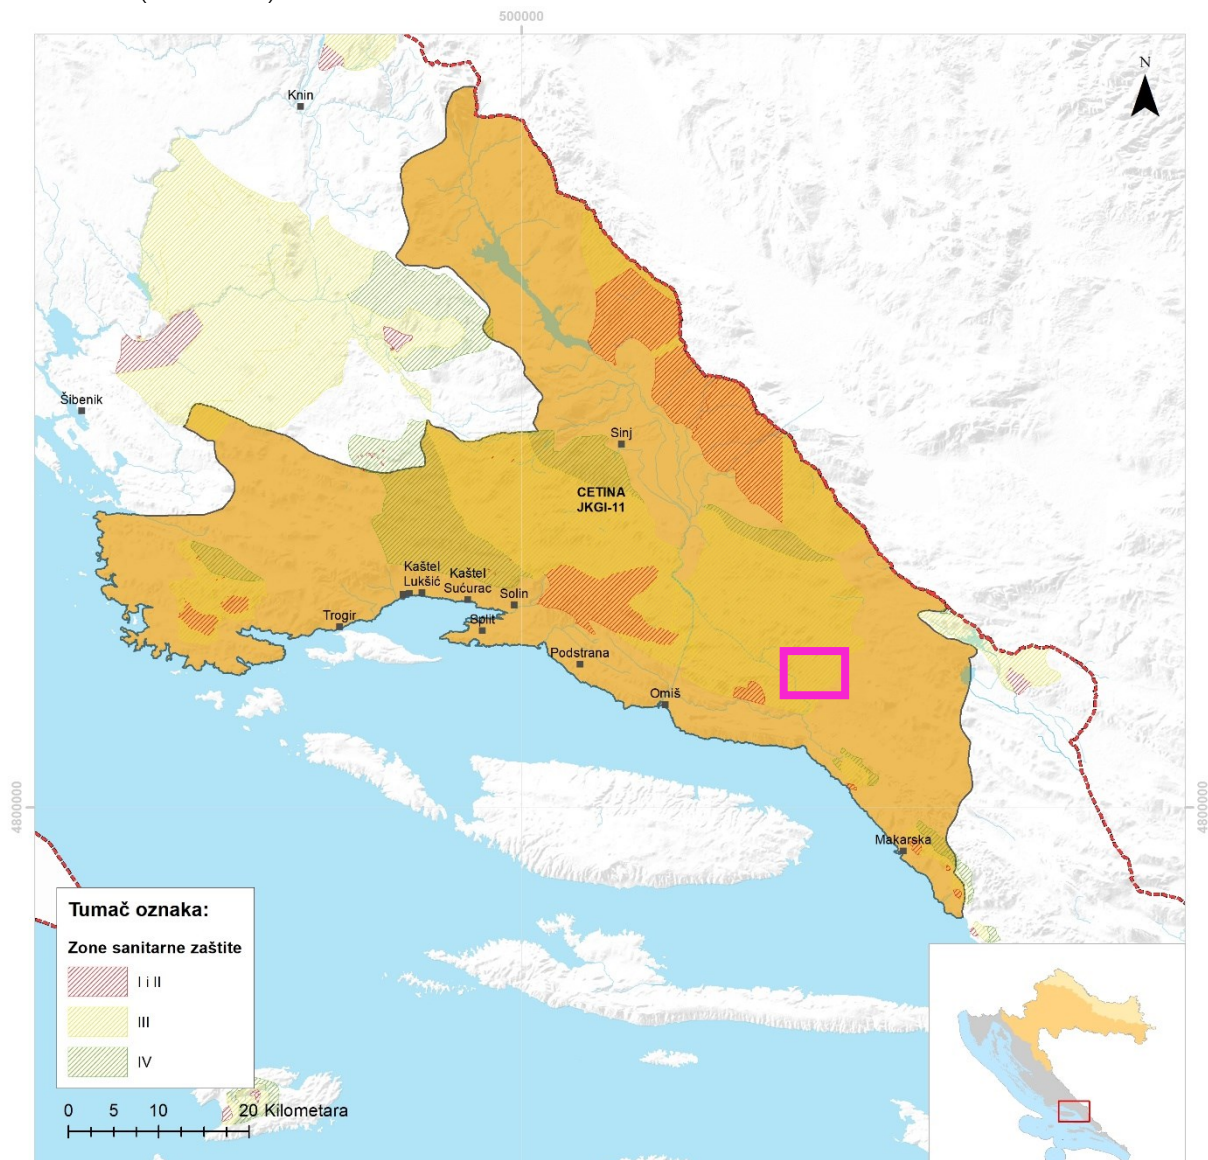 500000
N
Knin
Šibenik
Sinj
CETINA
JKGI-11
Kaštel
Lukšić
Kaštel
Sućurac
Solin
Trogir
Split
Podstrana
Omiš
4800000
4800000
Makarska
Tumač oznaka:
Zone sanitarne zaštite
I i II
III
IV
0 5 10 20 Kilometara